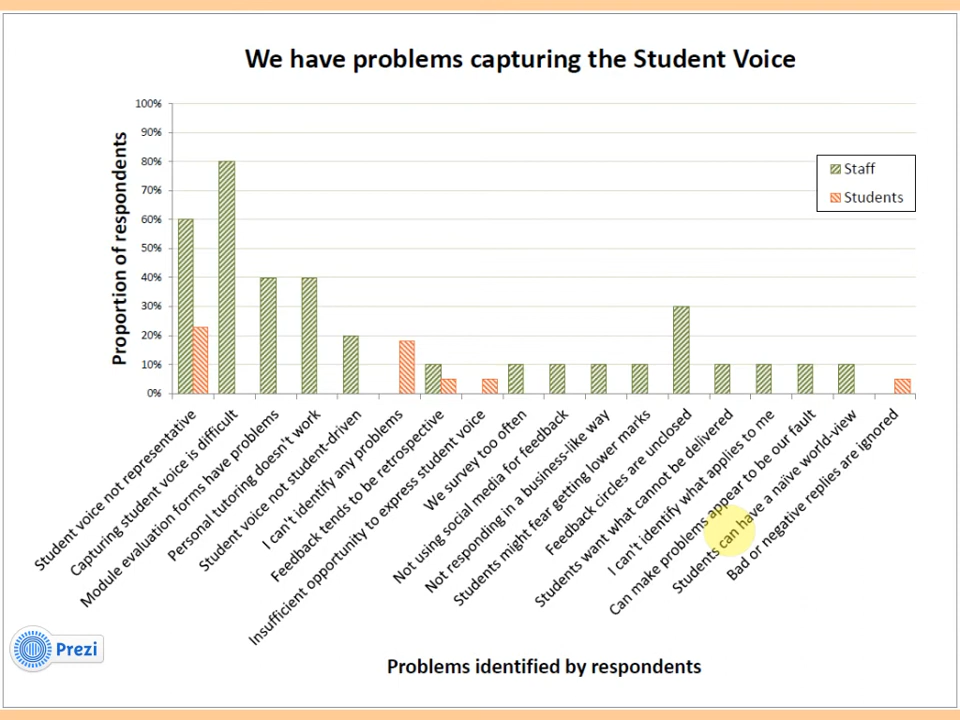 We have problems capturing the Student Voice
Proportion of respondents
100%
90%
80%
70%
60%
50%
40%
30%
20%
10%
0%
Staff
Students
Student voice not representative
Capturing student voice is difficult
Module evaluation forms have problems
Personal tutoring doesn't work
Student voice not student-driven
I can't identify any problems
Feedback tends to be retrospective
Insufficient opportunity to express student voice
We survey too often
Not using social media for feedback
Not responding in a business-like way
Students might fear getting lower marks
Feedback circles are unclosed
Students want what cannot be delivered
I can't identify what applies to me
Can make problems appear to be our fault
Students can have a naïve world-view
Bad or negative replies are ignored
Prezi
Problems identified by respondents